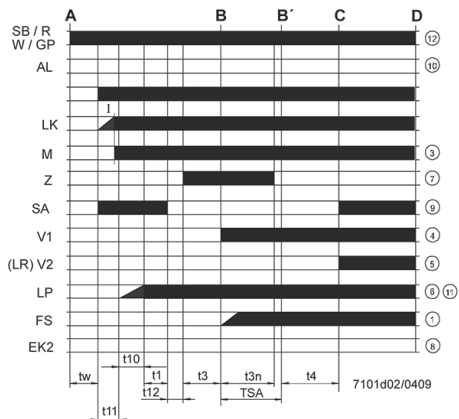 A B B´ C D
SB / R
W / GP ⑫
AL ⑩
I
LK
M ③
Z ⑦
SA ⑨
V1 ④
(LR) V2 ⑤
LP ⑥ ⑪
FS ①
EK2 ⑧
t10
tw t1 t3 t3n t4 7101d02/0409
t12 TSA
t11